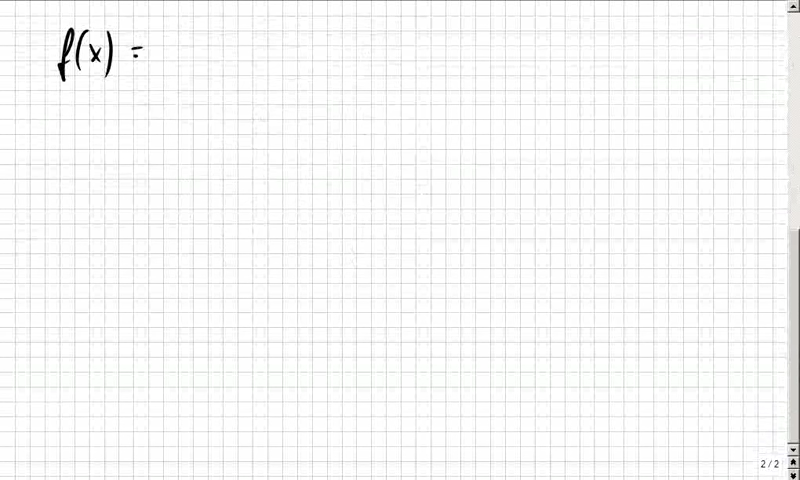 f(x) =
2 / 2